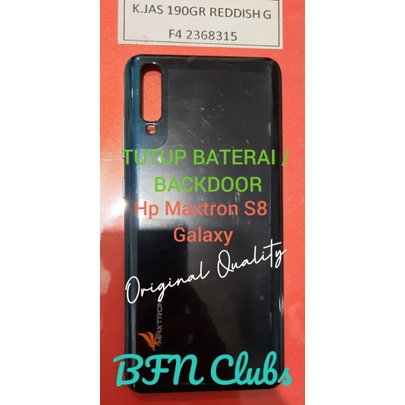 K.JAS 190GR REDDISH G
F4 2368315
TUTUP BATERAI /
BACKDOOR
Hp Maxtron S8
Galaxy
Original Quality
MAXTRON
BFN Clubs